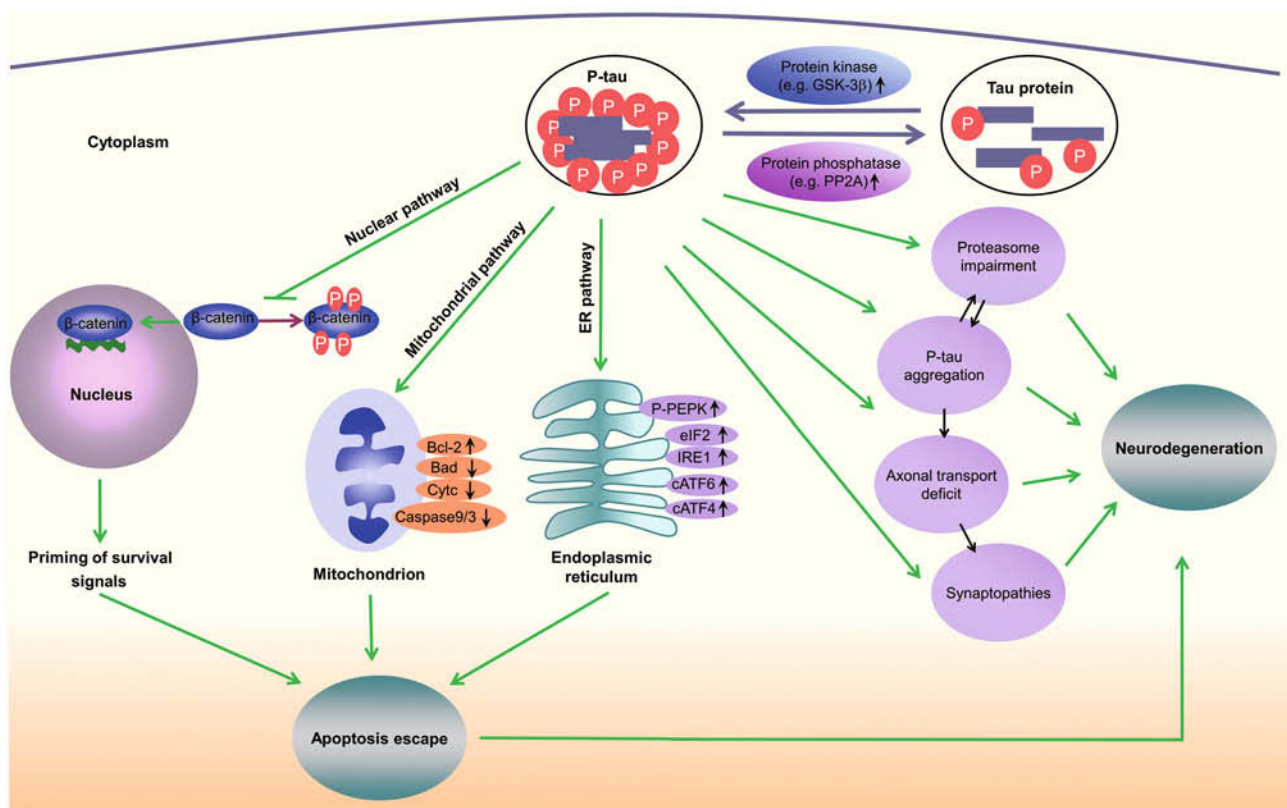 P-tau
P
P
P
P
P
P
P
P
P
P
P
Protein kinase
(e.g. GSK-3β)↑
Protein phosphatase
(e.g. PP2A)↑
Tau protein
P
P
P
Cytoplasm
Nuclear pathway
Mitochondrial pathway
ER pathway
β-catenin
β-catenin
β-catenin
P
P
P
P
Nucleus
Proteasome
impairment
P-tau
aggregation
Axonal transport
deficit
Synaptopathies
Neurodegeneration
Bcl-2↑
Bad↓
Cytc↓
Caspase9/3↓
P-PEPK↑
eIF2↑
IRE1↑
cATF6↑
cATF4↑
Priming of survival
signals
Mitochondrion
Endoplasmic
reticulum
Apoptosis escape